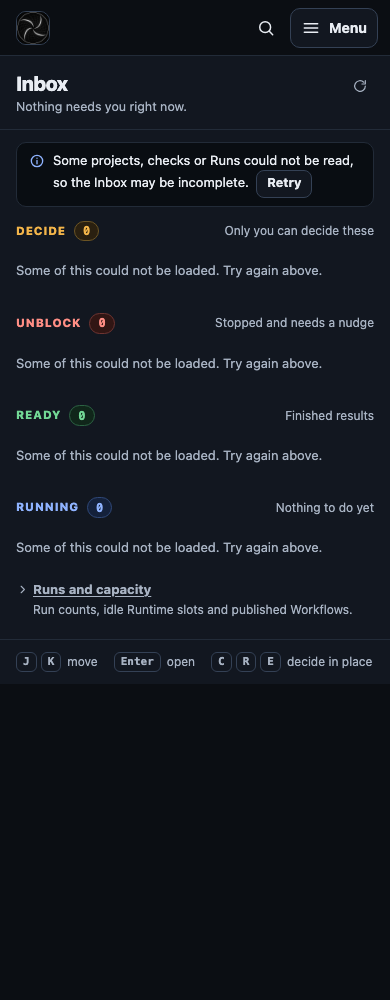 Menu
Inbox
Nothing needs you right now.
Some projects, checks or Runs could not be read,
so the Inbox may be incomplete. Retry
DECIDE 0 Only you can decide these
Some of this could not be loaded. Try again above.
UNBLOCK 0 Stopped and needs a nudge
Some of this could not be loaded. Try again above.
READY 0 Finished results
Some of this could not be loaded. Try again above.
RUNNING 0 Nothing to do yet
Some of this could not be loaded. Try again above.
Runs and capacity
Run counts, idle Runtime slots and published Workflows.
J K move Enter open C R E decide in place